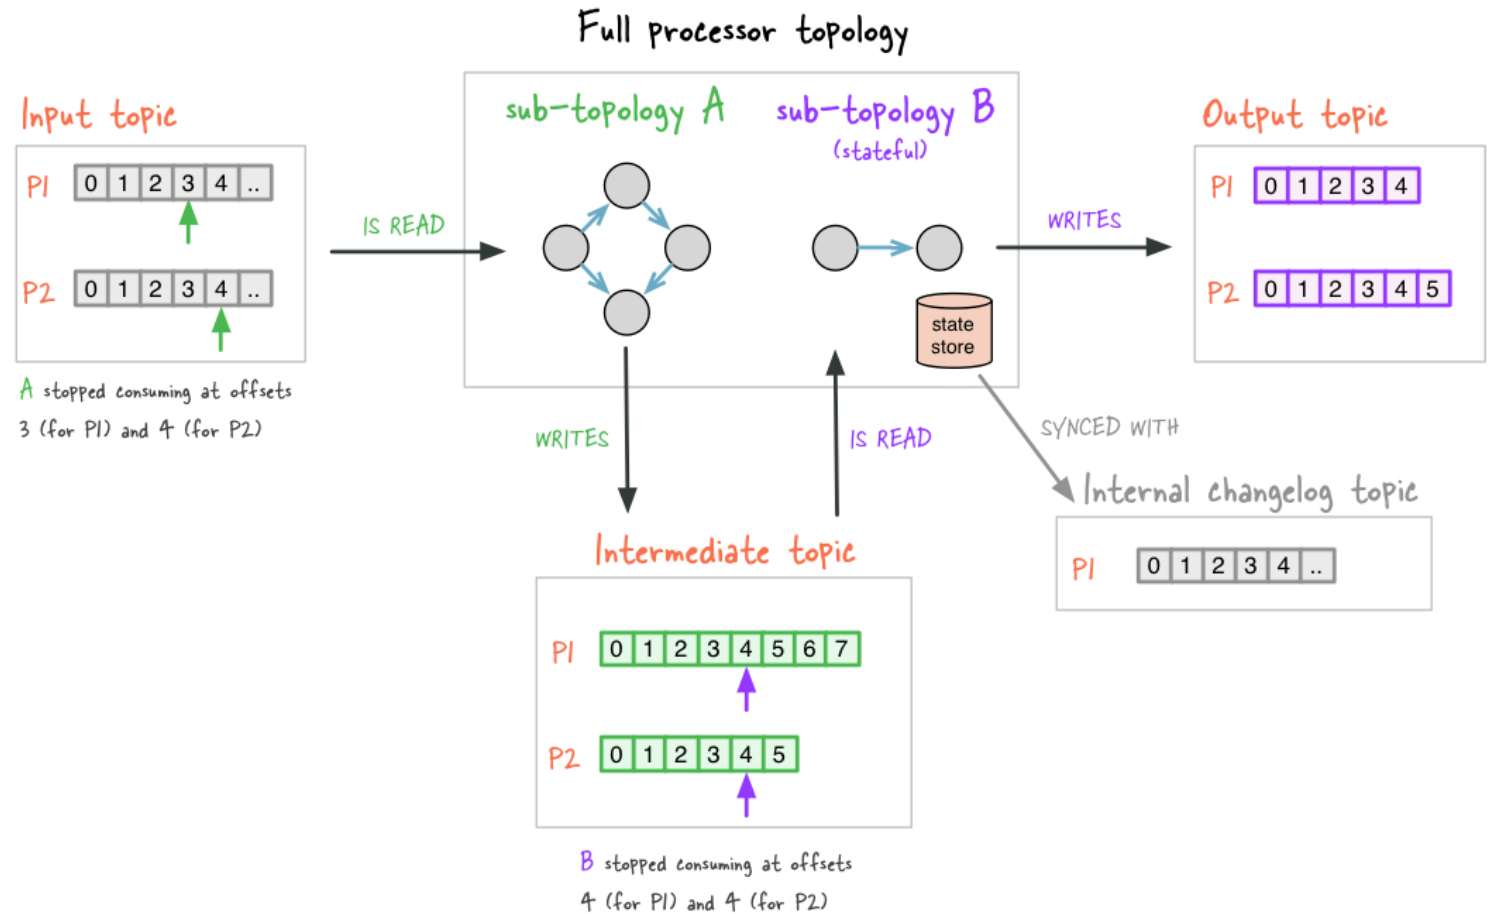 Full processor topology
Input topic
P1 0 1 2 3 4 ..
P2 0 1 2 3 4 ..
A stopped consuming at offsets
3 (for P1) and 4 (for P2)
IS READ
sub-topology A
sub-topology B
(stateful)
state
store
WRITES
Output topic
P1 0 1 2 3 4
P2 0 1 2 3 4 5
WRITES
IS READ
SYNCED WITH
Internal changelog topic
P1 0 1 2 3 4 ..
Intermediate topic
P1 0 1 2 3 4 5 6 7
P2 0 1 2 3 4 5
B stopped consuming at offsets
4 (for P1) and 4 (for P2)